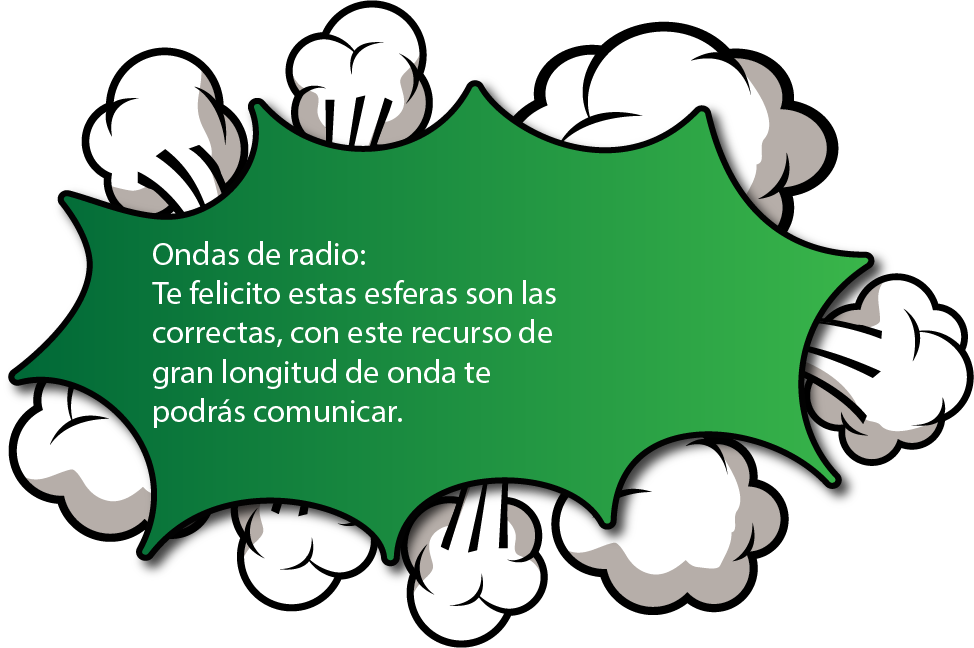 Ondas de radio:
Te felicito estas esferas son las
correctas, con este recurso de
gran longitud de onda te
podrás comunicar.